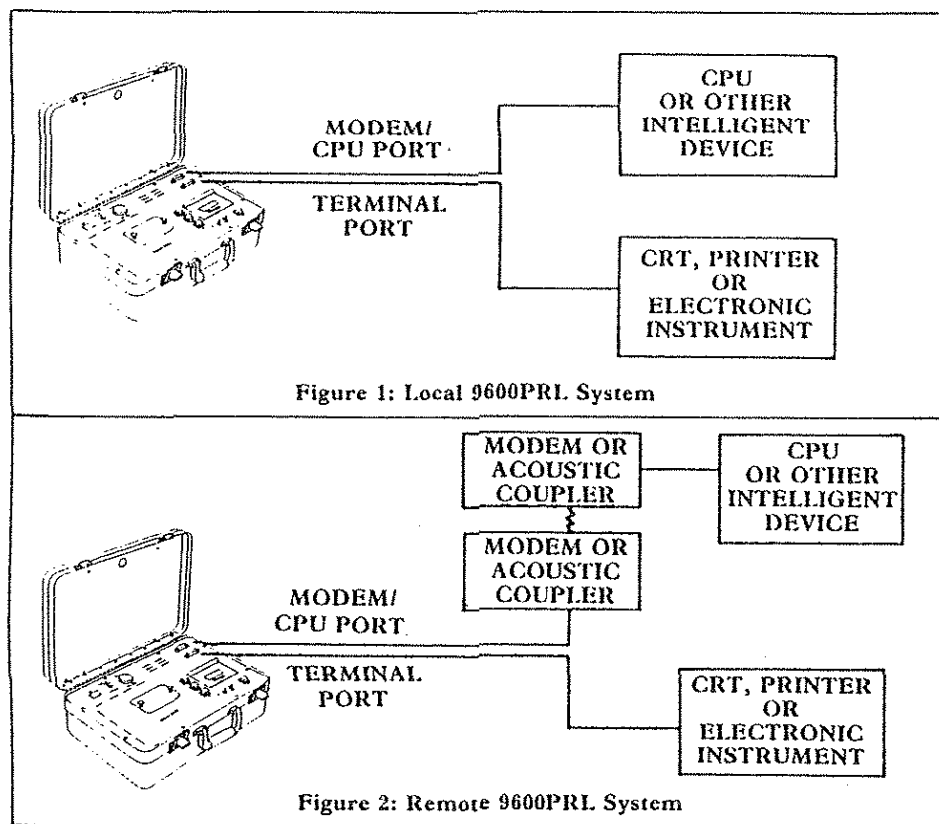 MODEM/
CPU PORT
TERMINAL
PORT
CPU
OR OTHER
INTELLIGENT
DEVICE
CRT, PRINTER
OR
ELECTRONIC
INSTRUMENT
Figure 1: Local 9600PRL System
MODEM OR
ACOUSTIC
COUPLER
CPU
OR OTHER
INTELLIGENT
DEVICE
MODEM OR
ACOUSTIC
COUPLER
MODEM/
CPU PORT
TERMINAL
PORT
CRT, PRINTER
OR
ELECTRONIC
INSTRUMENT
Figure 2: Remote 9600PRL System